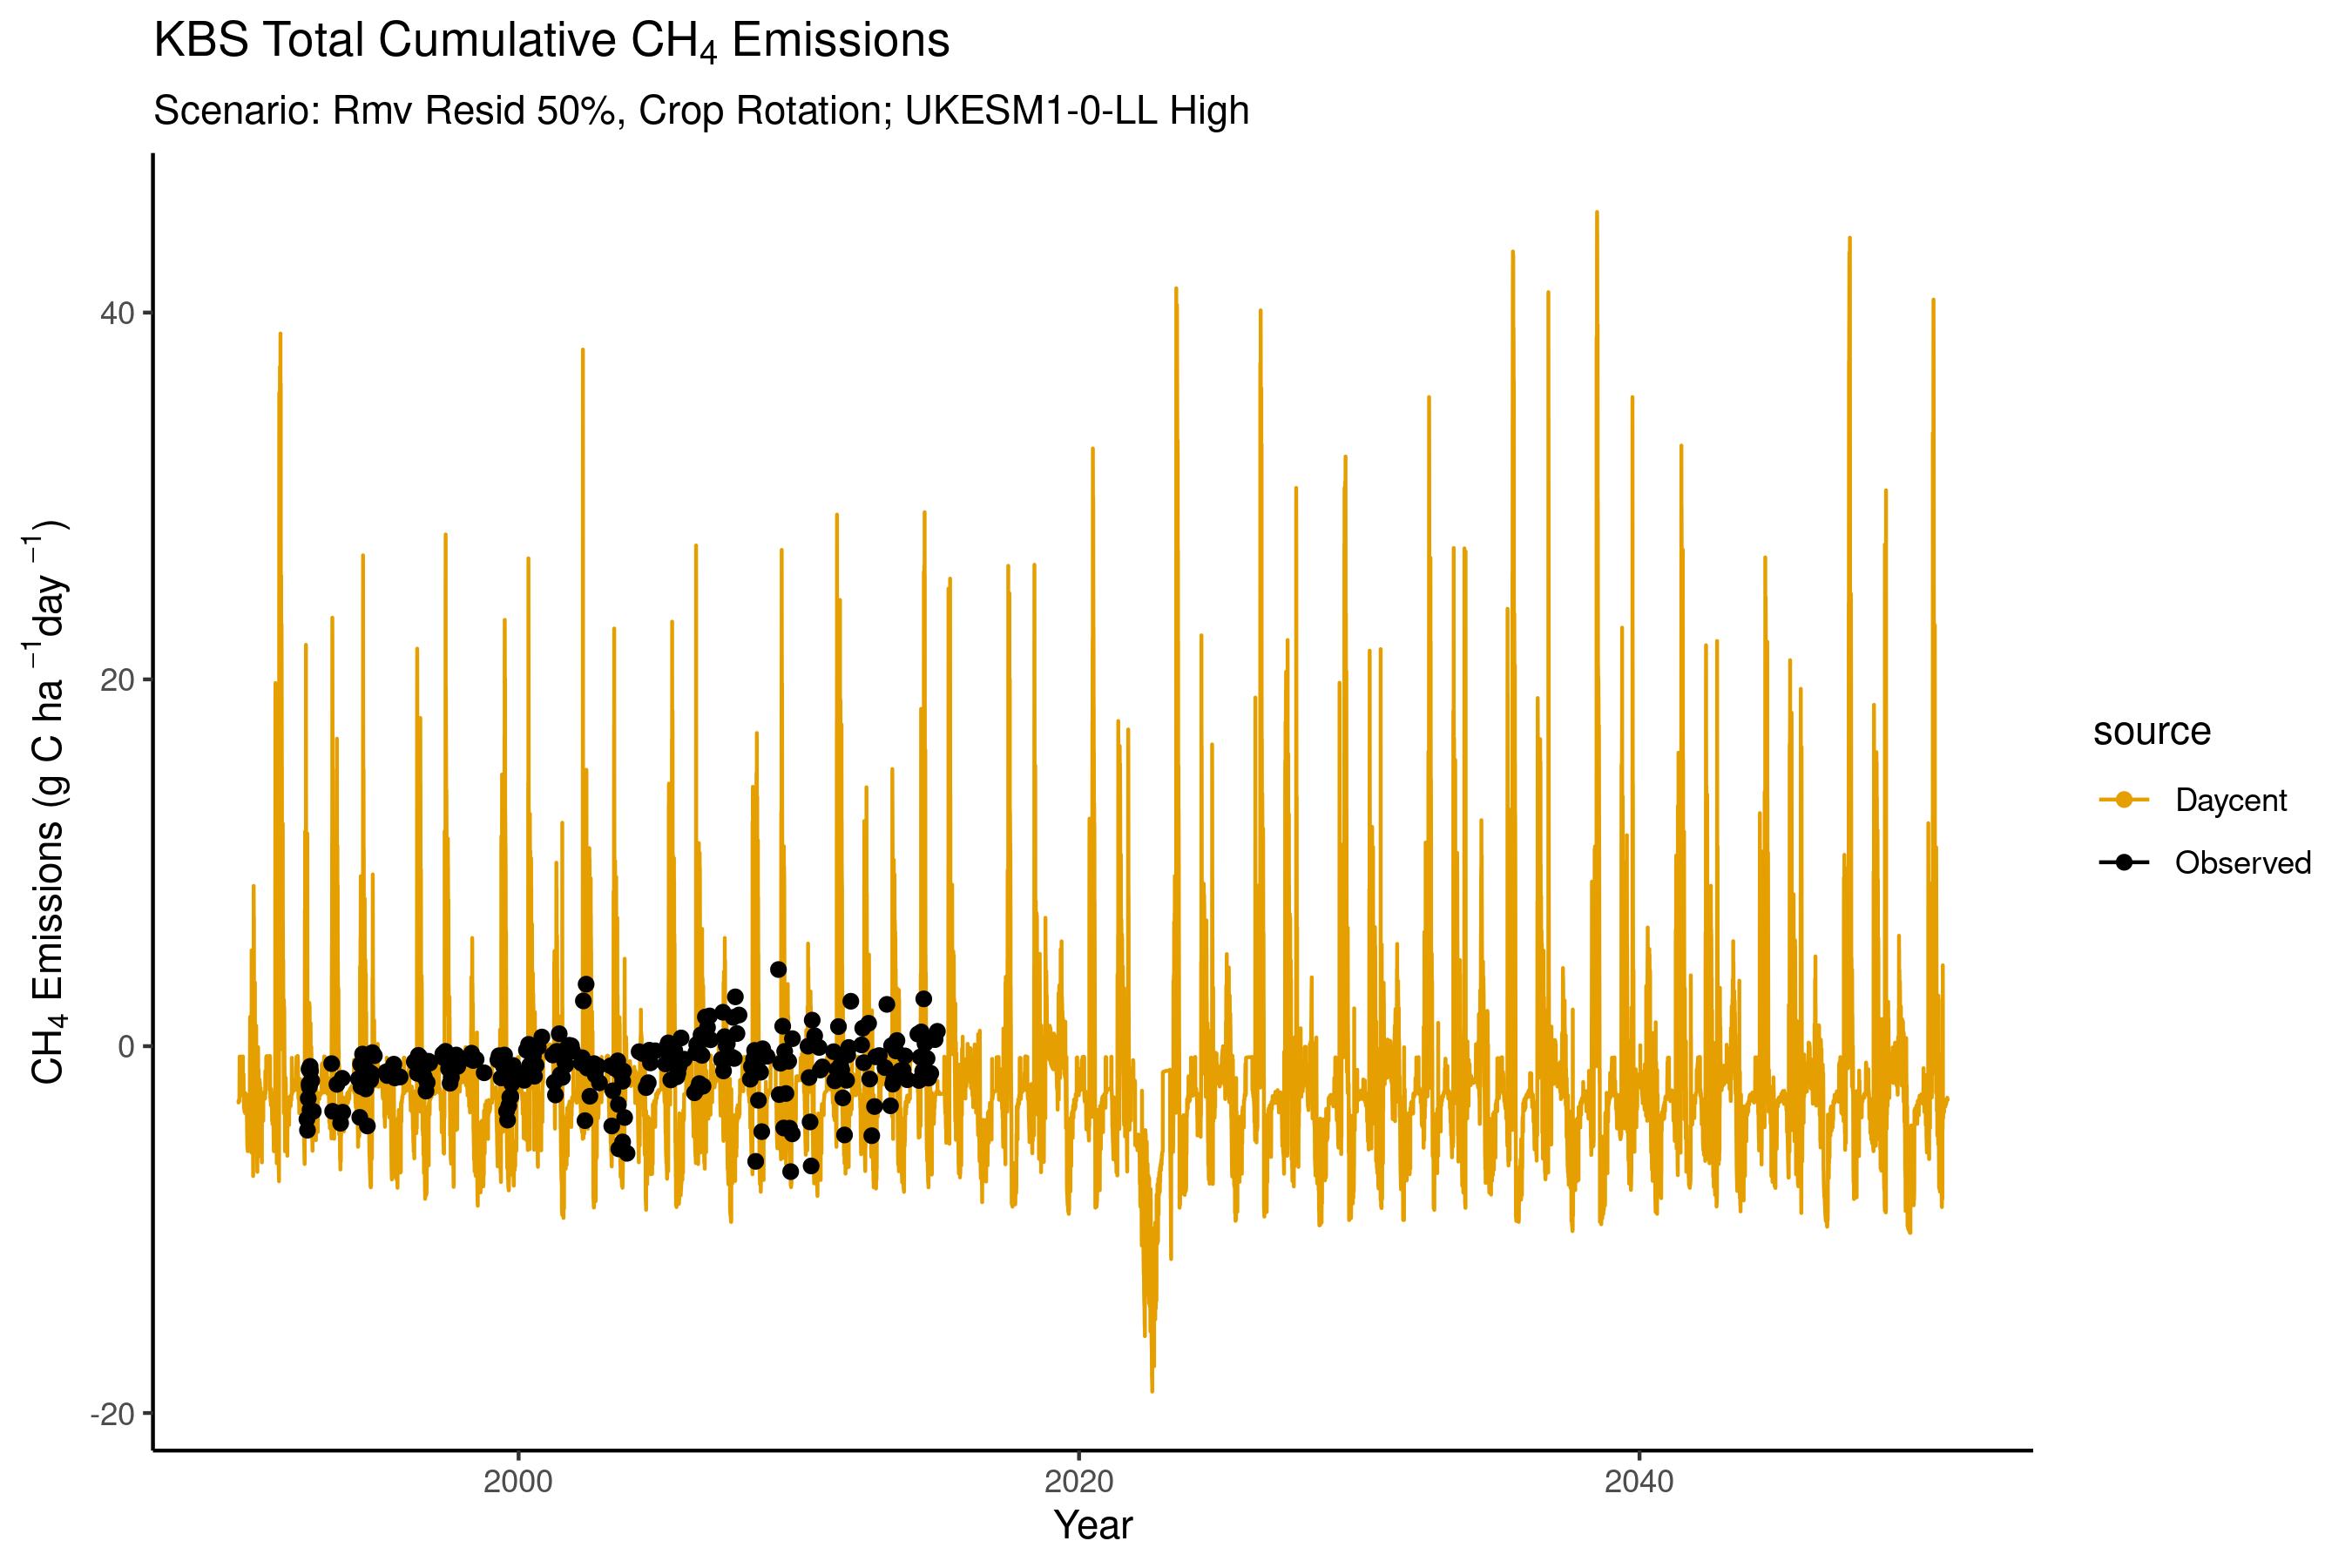 KBS Total Cumulative CH₄ Emissions
Scenario: Rmv Resid 50%, Crop Rotation; UKESM1-0-LL High
CH₄ Emissions (g C ha ⁻¹day ⁻¹)
40
20
0
-20
2000
2020
2040
Year
source
Daycent
Observed